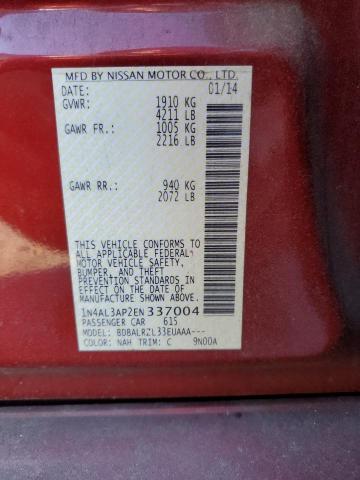 MFD BY NISSAN MOTOR CO., LTD.
DATE: 01/14
GVWR: 1910 KG
4211 LB
GAWR FR.: 1005 KG
2216 LB
GAWR RR.: 940 KG
2072 LB
THIS VEHICLE CONFORMS TO
ALL APPLICABLE FEDERAL
MOTOR VEHICLE SAFETY,
BUMPER, AND THEFT
PREVENTION STANDARDS IN
EFFECT ON THE DATE OF
MANUFACTURE SHOWN ABOVE.
1N4AL3AP2EN337004
PASSENGER CAR 615
MODEL: BDBALRZL33EUAAA---
COLOR: NAH TRIM: C 9N00A